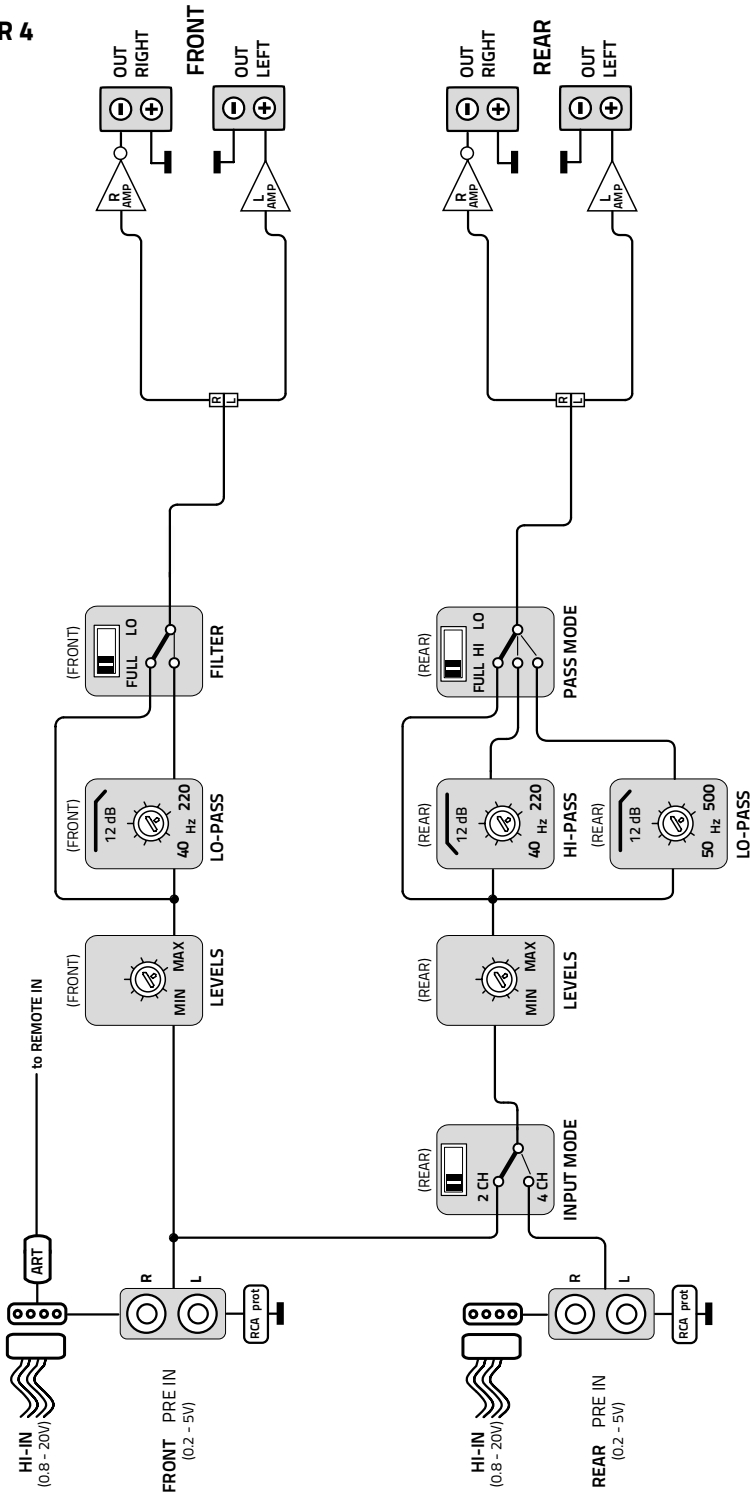 R 4
HI-IN
(0.8 - 20V)
ART
to REMOTE IN
FRONT PRE IN
(0.2 - 5V)
R
L
RCA prot
(FRONT)
MIN MAX
LEVELS
(FRONT)
12 dB
40 Hz 220
LO-PASS
(FRONT)
FULL LO
FILTER
R
L
R
AMP
L
AMP
OUT
RIGHT
FRONT
OUT
LEFT
HI-IN
(0.8 - 20V)
REAR PRE IN
(0.2 - 5V)
R
L
RCA prot
(REAR)
2 CH
4 CH
INPUT MODE
(REAR)
MIN MAX
LEVELS
(REAR)
12 dB
40 Hz 220
HI-PASS
(REAR)
12 dB
50 Hz 500
LO-PASS
(REAR)
FULL HI LO
PASS MODE
R
L
R
AMP
L
AMP
OUT
RIGHT
REAR
OUT
LEFT